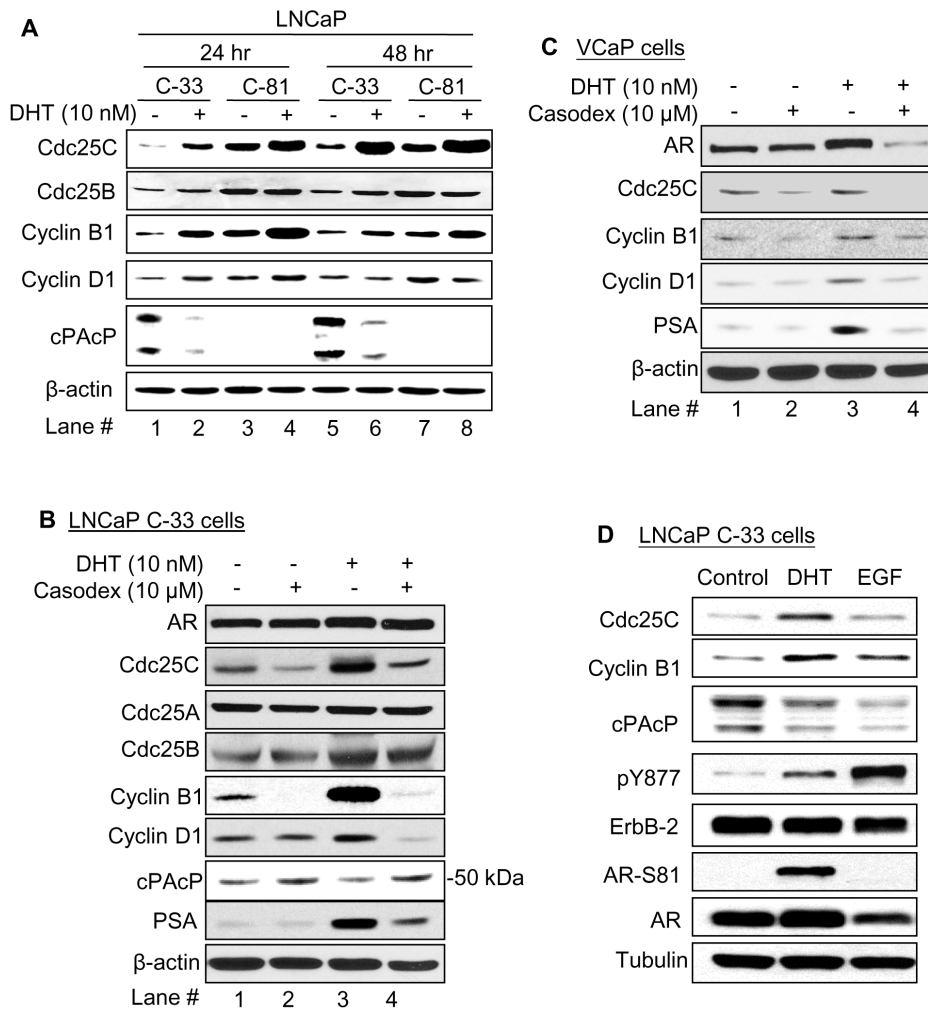 A
LNCaP
24 hr 48 hr
C-33 C-81 C-33 C-81
DHT (10 nM) - + - + - + - +
Cdc25C
Cdc25B
Cyclin B1
Cyclin D1
cPAcP
β-actin
Lane # 1 2 3 4 5 6 7 8
C VCaP cells
DHT (10 nM) - - + +
Casodex (10 µM) - + - +
AR
Cdc25C
Cyclin B1
Cyclin D1
PSA
β-actin
Lane # 1 2 3 4
B LNCaP C-33 cells
DHT (10 nM) - - + +
Casodex (10 µM) - + - +
AR
Cdc25C
Cdc25A
Cdc25B
Cyclin B1
Cyclin D1
cPAcP -50 kDa
PSA
β-actin
Lane # 1 2 3 4
D LNCaP C-33 cells
Control DHT EGF
Cdc25C
Cyclin B1
cPAcP
pY877
ErbB-2
AR-S81
AR
Tubulin